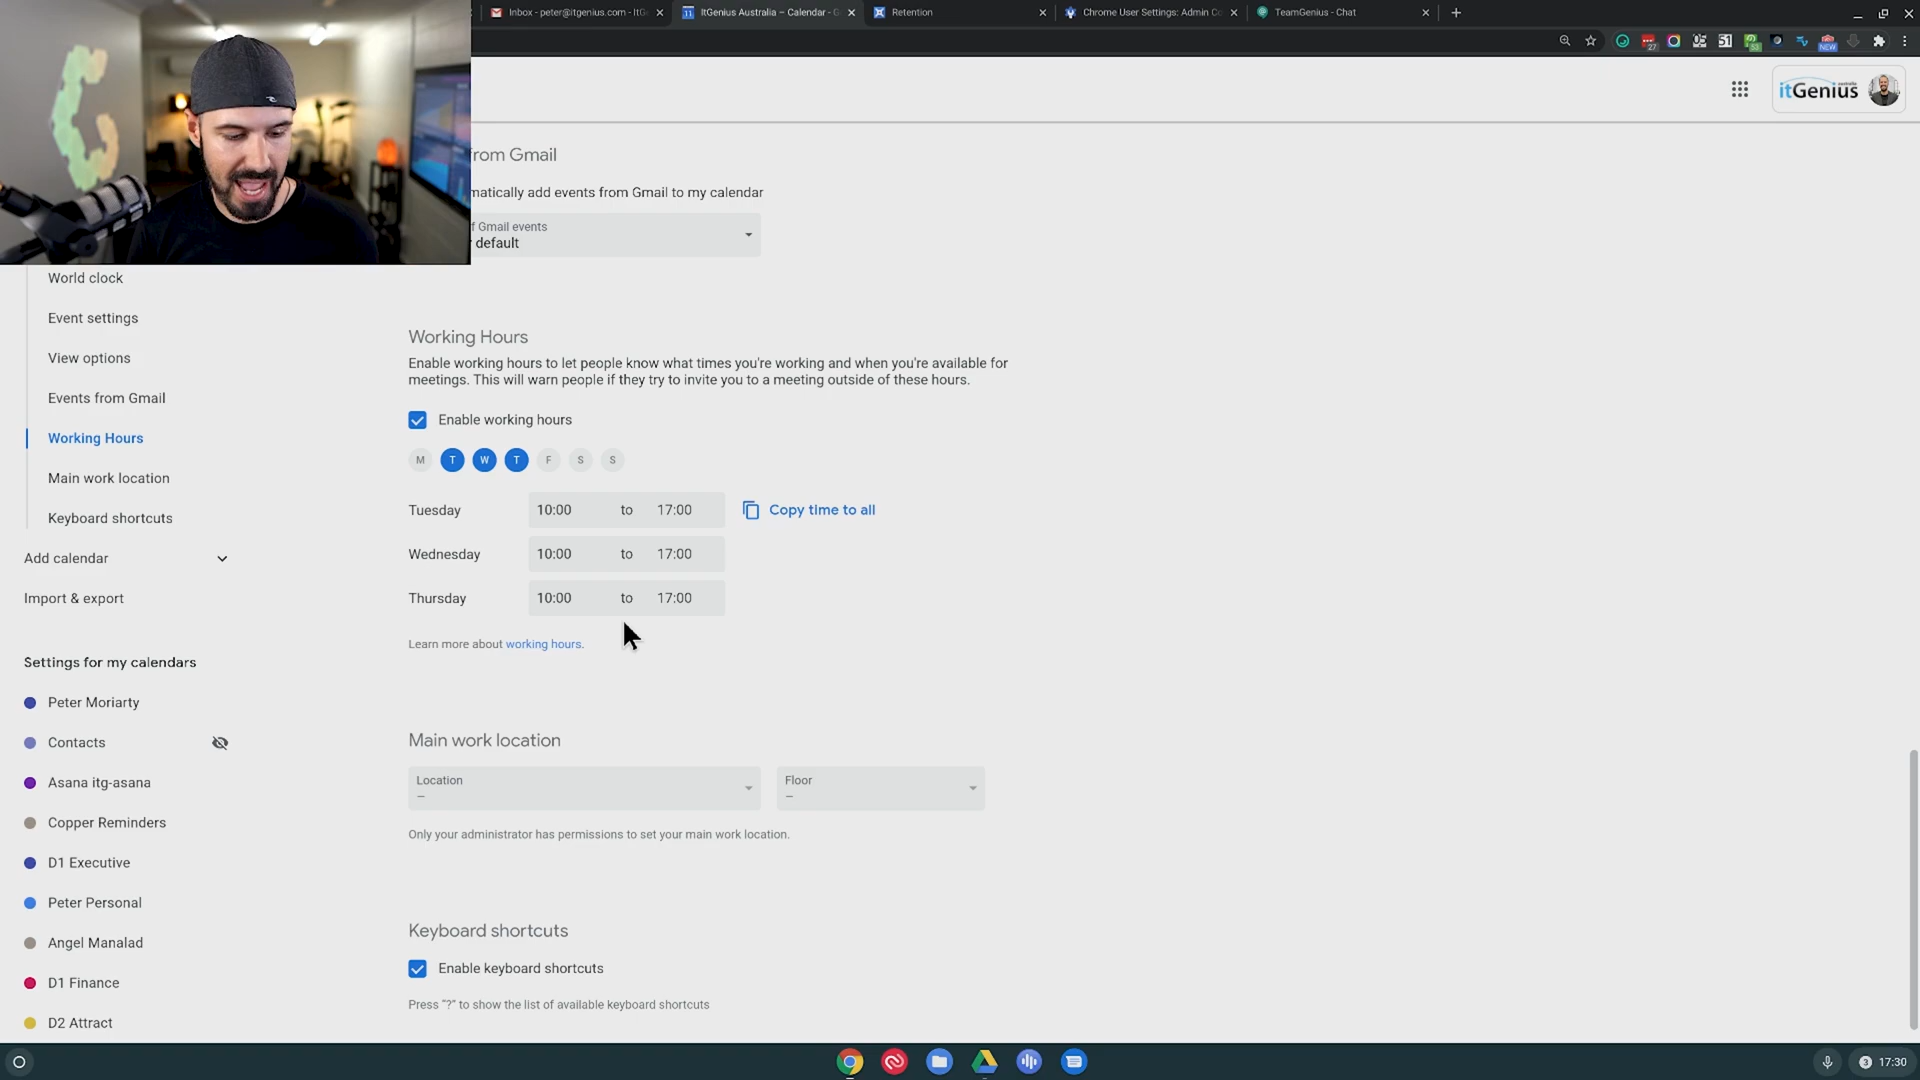 Inbox - peter@itgenius.com - ItG
ItGenius Australia – Calendar - G
Retention
Chrome User Settings: Admin Co
TeamGenius - Chat
27
51
NEW
itGenius
from Gmail
matically add events from Gmail to my calendar
f Gmail events
default
World clock
Event settings
View options
Events from Gmail
Working Hours
Main work location
Keyboard shortcuts
Add calendar
Import & export
Settings for my calendars
Peter Moriarty
Contacts
Asana itg-asana
Copper Reminders
D1 Executive
Peter Personal
Angel Manalad
D1 Finance
D2 Attract
Working Hours
Enable working hours to let people know what times you're working and when you're available for
meetings. This will warn people if they try to invite you to a meeting outside of these hours.
Enable working hours
M T W T F S S
Tuesday 10:00 to 17:00 Copy time to all
Wednesday 10:00 to 17:00
Thursday 10:00 to 17:00
Learn more about working hours.
Main work location
Location
–
Floor
–
Only your administrator has permissions to set your main work location.
Keyboard shortcuts
Enable keyboard shortcuts
Press "?" to show the list of available keyboard shortcuts
3 17:30